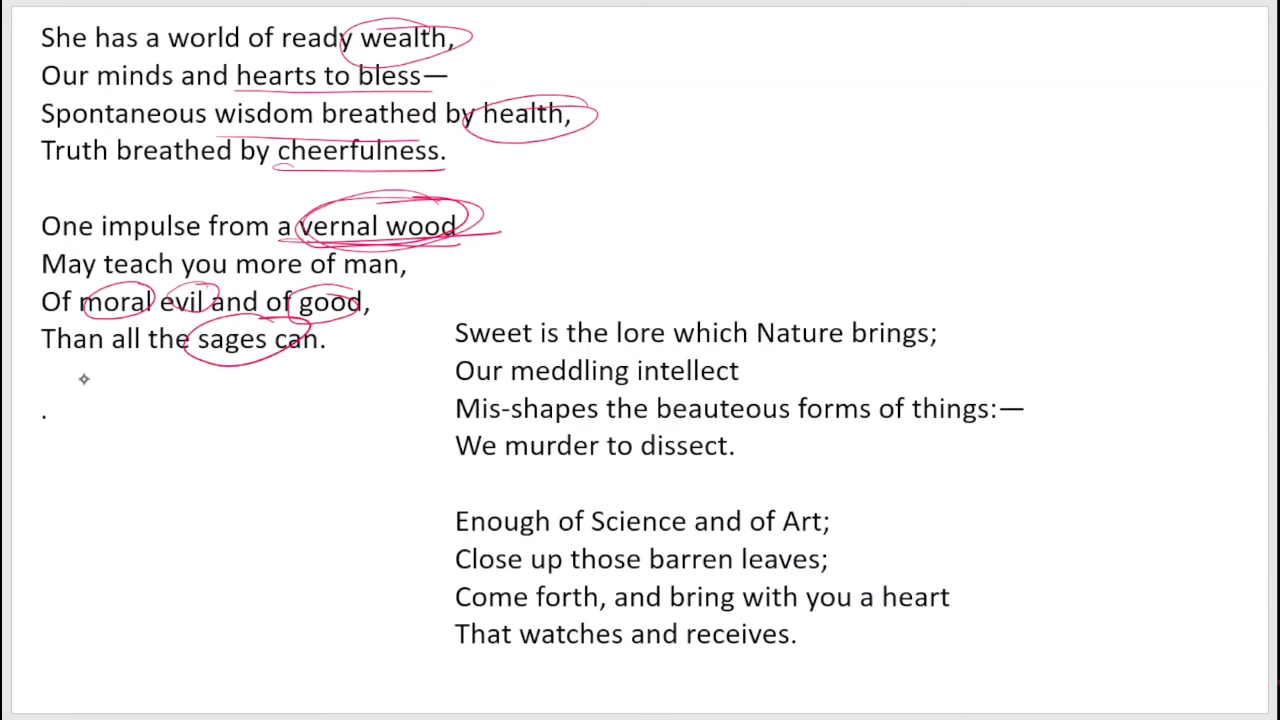 She has a world of ready wealth,
Our minds and hearts to bless—
Spontaneous wisdom breathed by health,
Truth breathed by cheerfulness.
One impulse from a vernal wood
May teach you more of man,
Of moral evil and of good,
Than all the sages can.
.
Sweet is the lore which Nature brings;
Our meddling intellect
Mis-shapes the beauteous forms of things:—
We murder to dissect.
Enough of Science and of Art;
Close up those barren leaves;
Come forth, and bring with you a heart
That watches and receives.